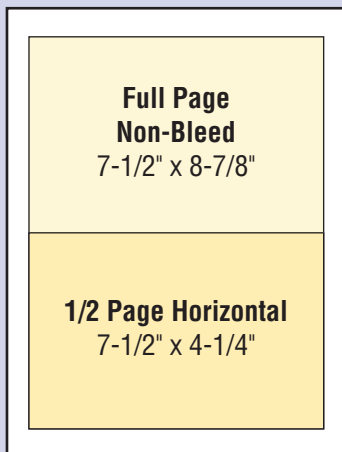 Full Page
Non-Bleed
7-1/2" x 8-7/8"
1/2 Page Horizontal
7-1/2" x 4-1/4"